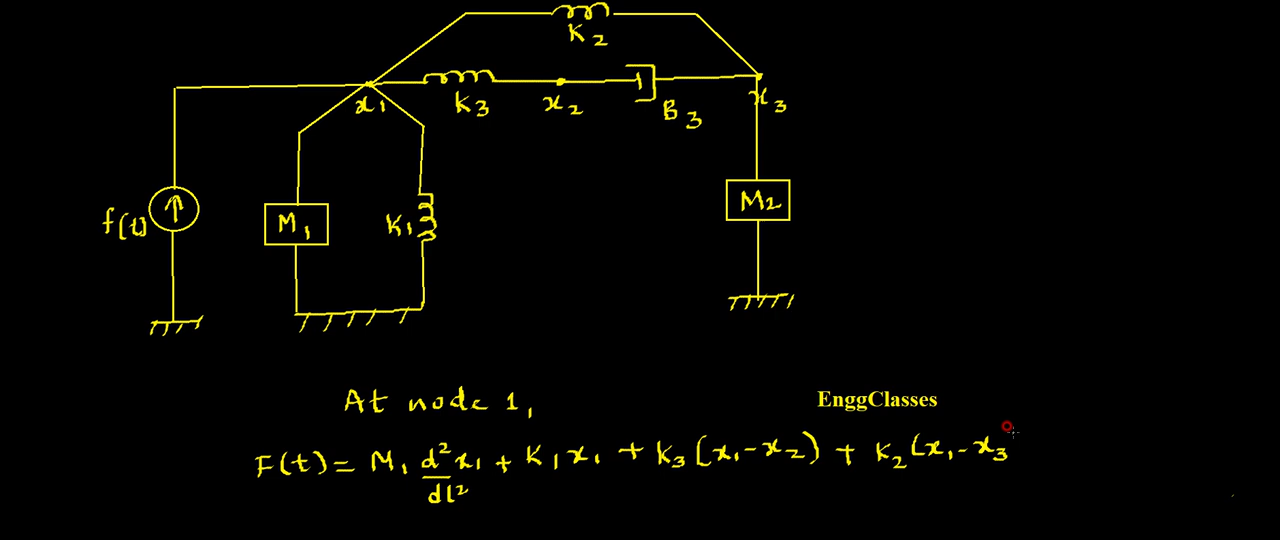 K2
x1 K3 x2 B3 x3
f(t) M1 K1 M2
At node 1,
EnggClasses
F(t) = M1 d²x1/dt² + K1x1 + K3(x1-x2) + K2(x1-x3